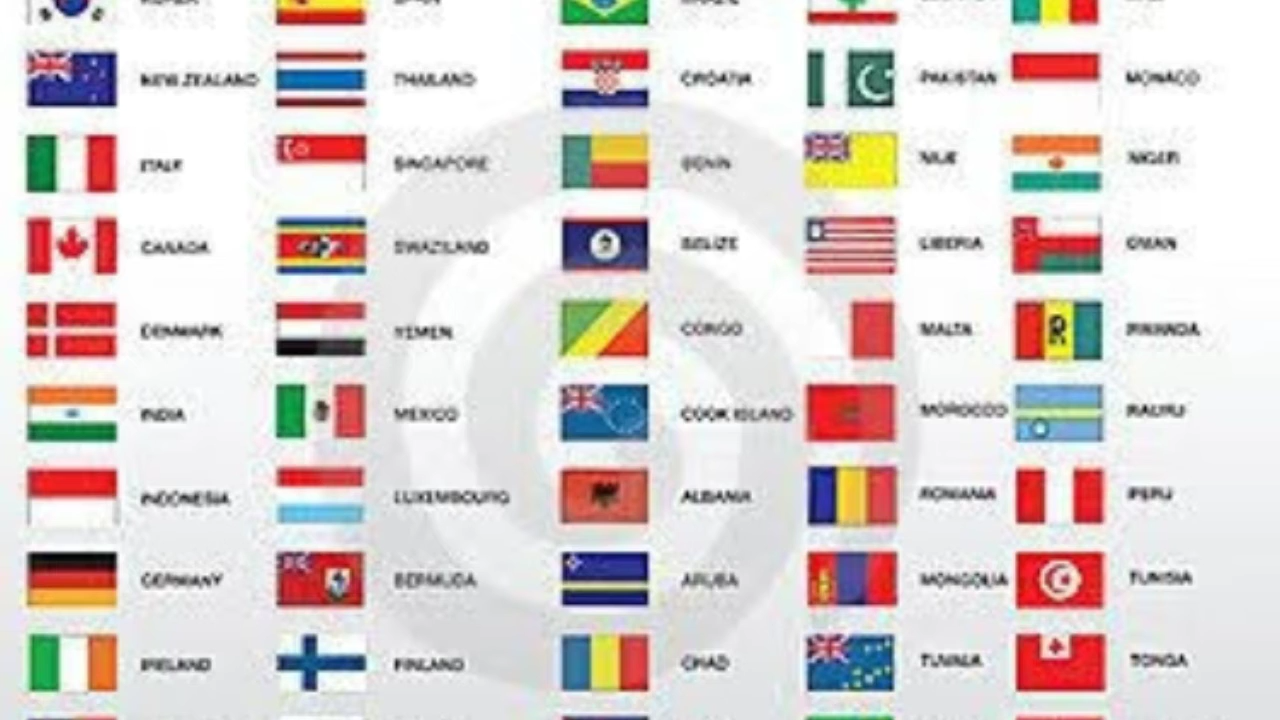 NEW ZEALAND THAILAND CROATIA PAKISTAN MONACO
ITALY SINGAPORE BENIN NIUE NIGER
CANADA SWAZILAND BELIZE LIBERIA OMAN
DENMARK YEMEN CONGO MALTA RWANDA
INDIA MEXICO COOK ISLAND MOROCCO
INDONESIA LUXEMBOURG ALBANIA ROMANIA PERU
GERMANY BERMUDA ARUBA MONGOLIA TUNISIA
IRELAND FINLAND CHAD TUVALA TONGA